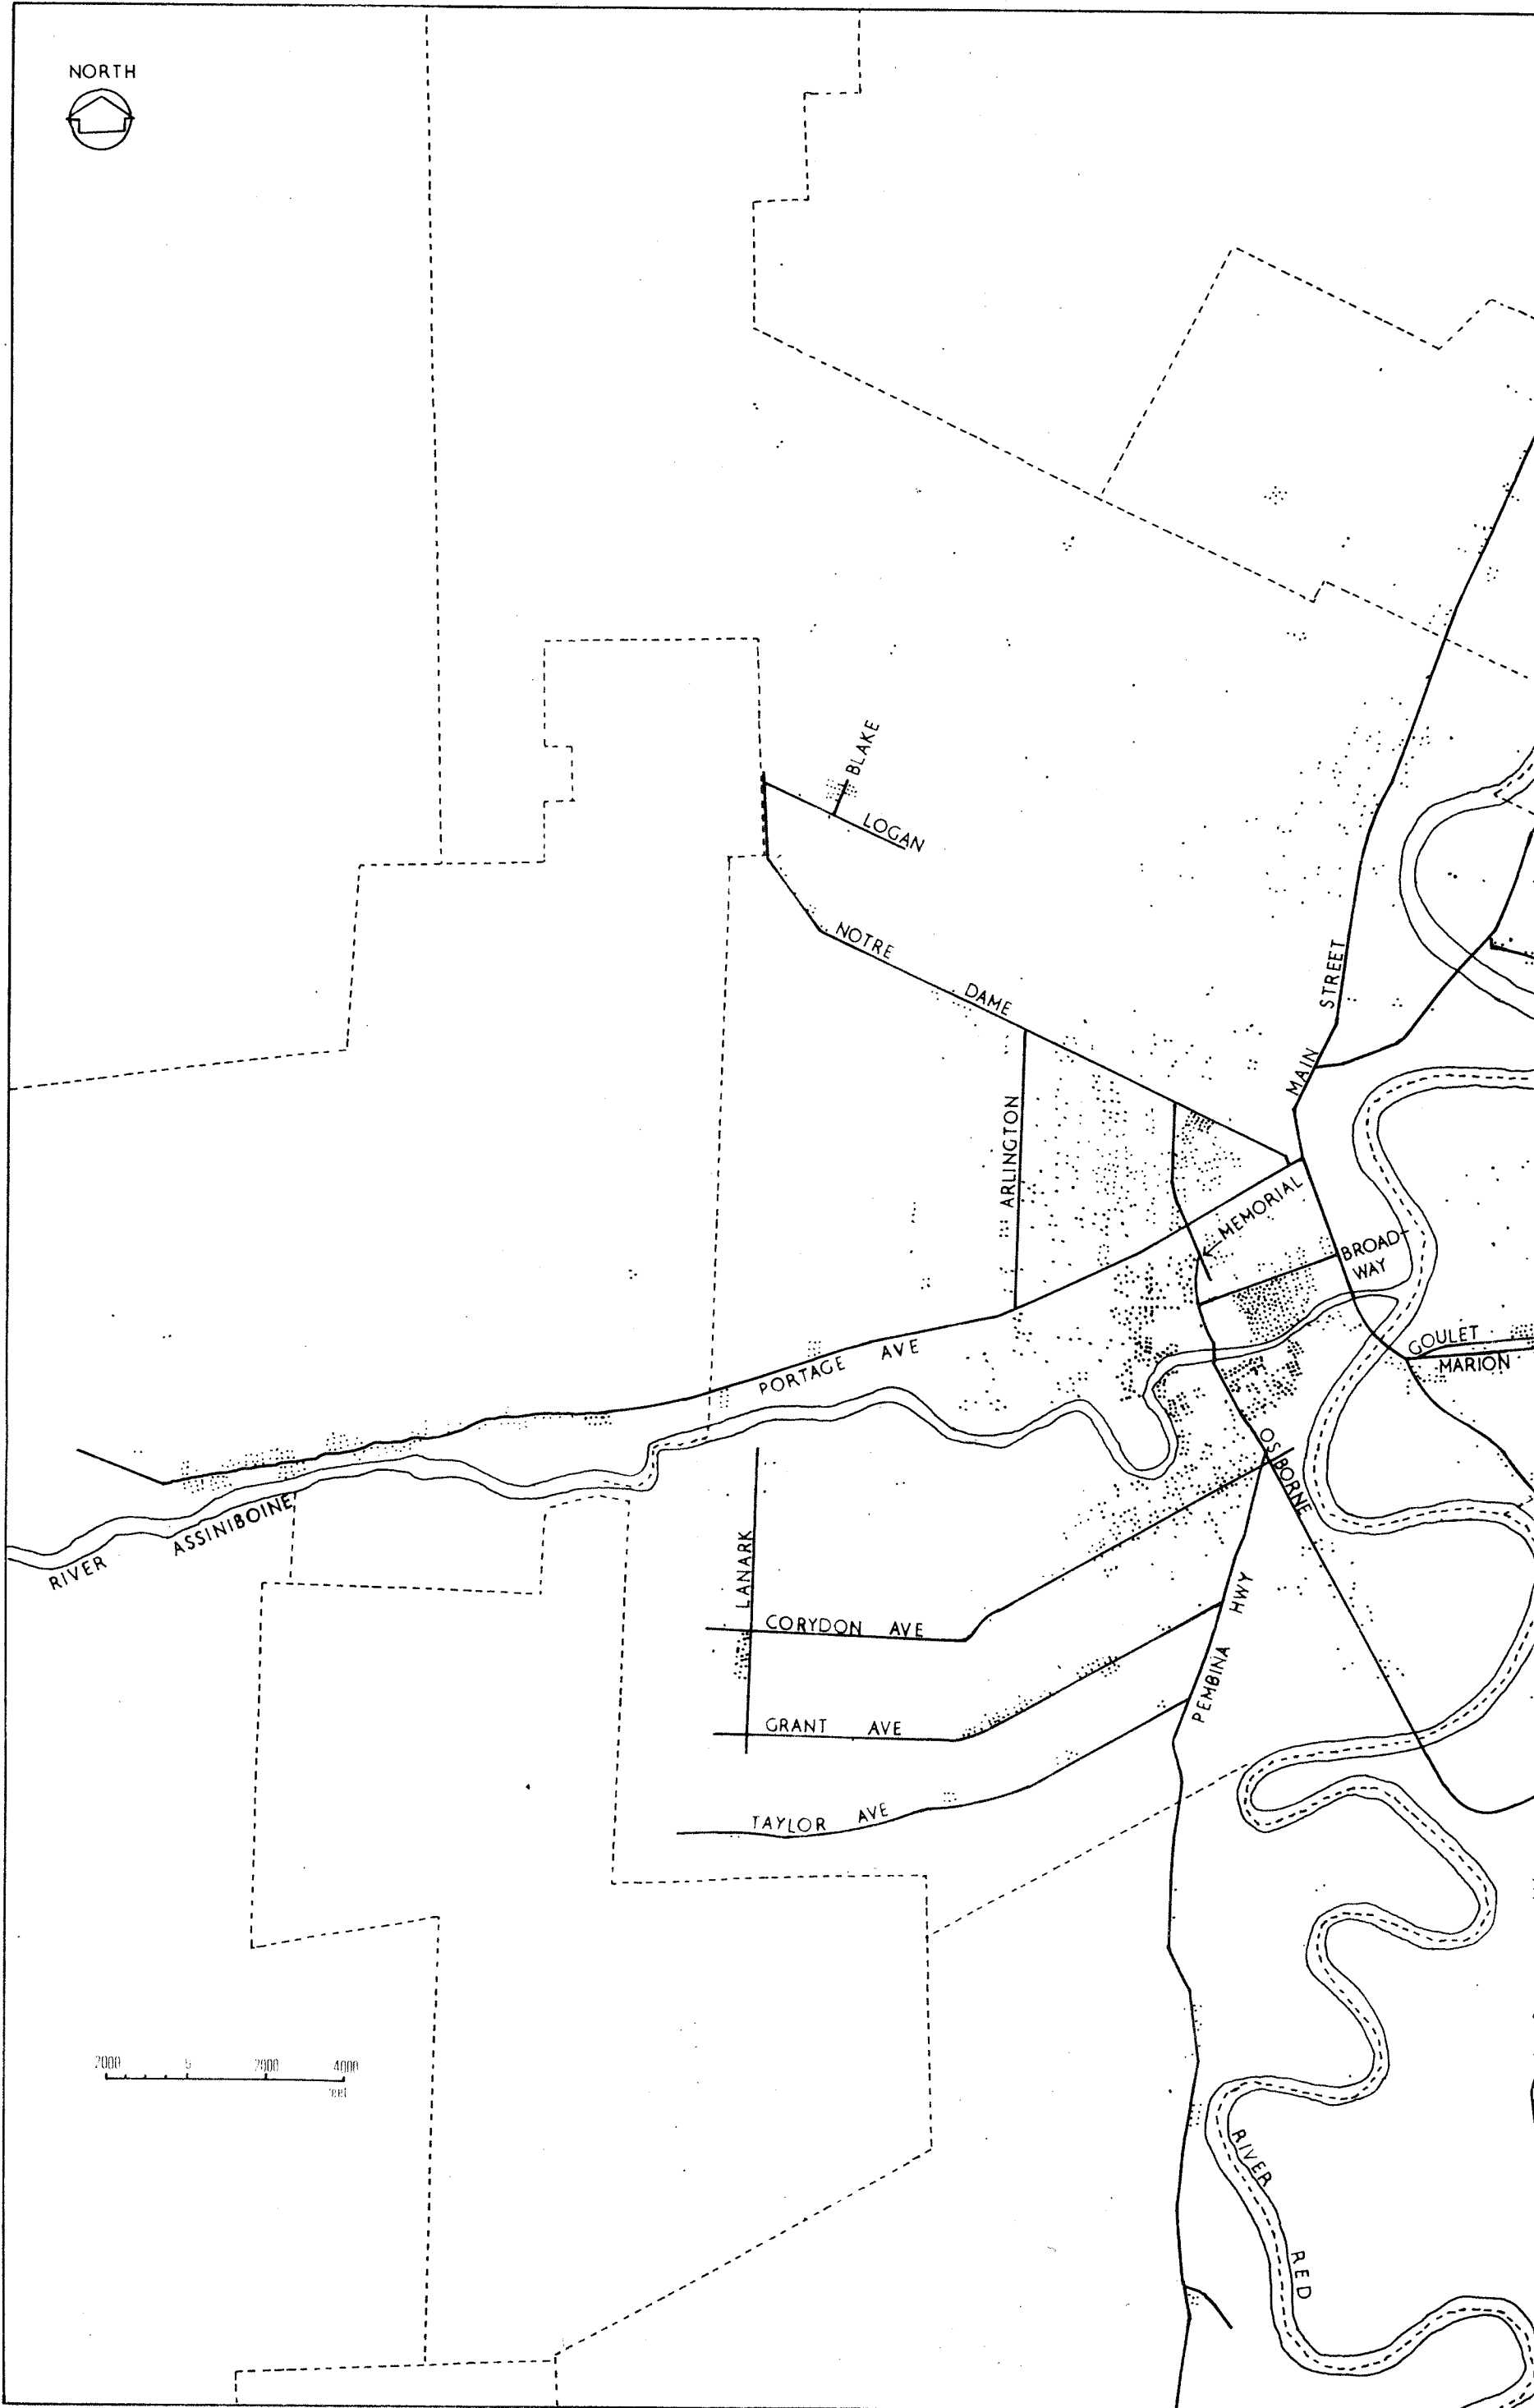 NORTH
BLAKE
LOGAN
NOTRE
DAME
STREET
MAIN
ARLINGTON
MEMORIAL
BROAD-
WAY
GOULET
MARION
PORTAGE AVE
OSBORNE
RIVER ASSINIBOINE
LANARK
CORYDON AVE
HWY
PEMBINA
GRANT AVE
TAYLOR AVE
2000 2000 4000
feet
RIVER
RED